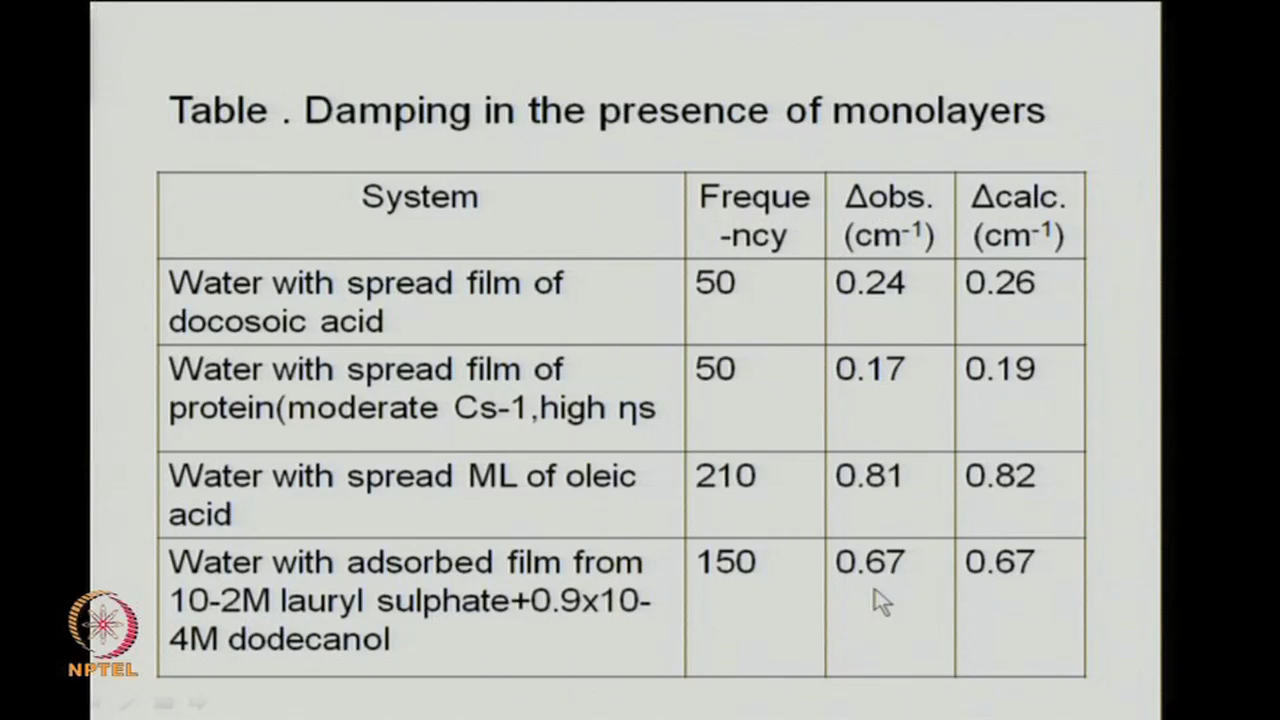 Table . Damping in the presence of monolayers
System
Freque
-ncy
Δobs.
(cm-1)
Δcalc.
(cm-1)
Water with spread film of
docosoic acid
50
0.24
0.26
Water with spread film of
protein(moderate Cs-1,high ηs
50
0.17
0.19
Water with spread ML of oleic
acid
210
0.81
0.82
Water with adsorbed film from
10-2M lauryl sulphate+0.9x10-
4M dodecanol
150
0.67
0.67
NPTEL